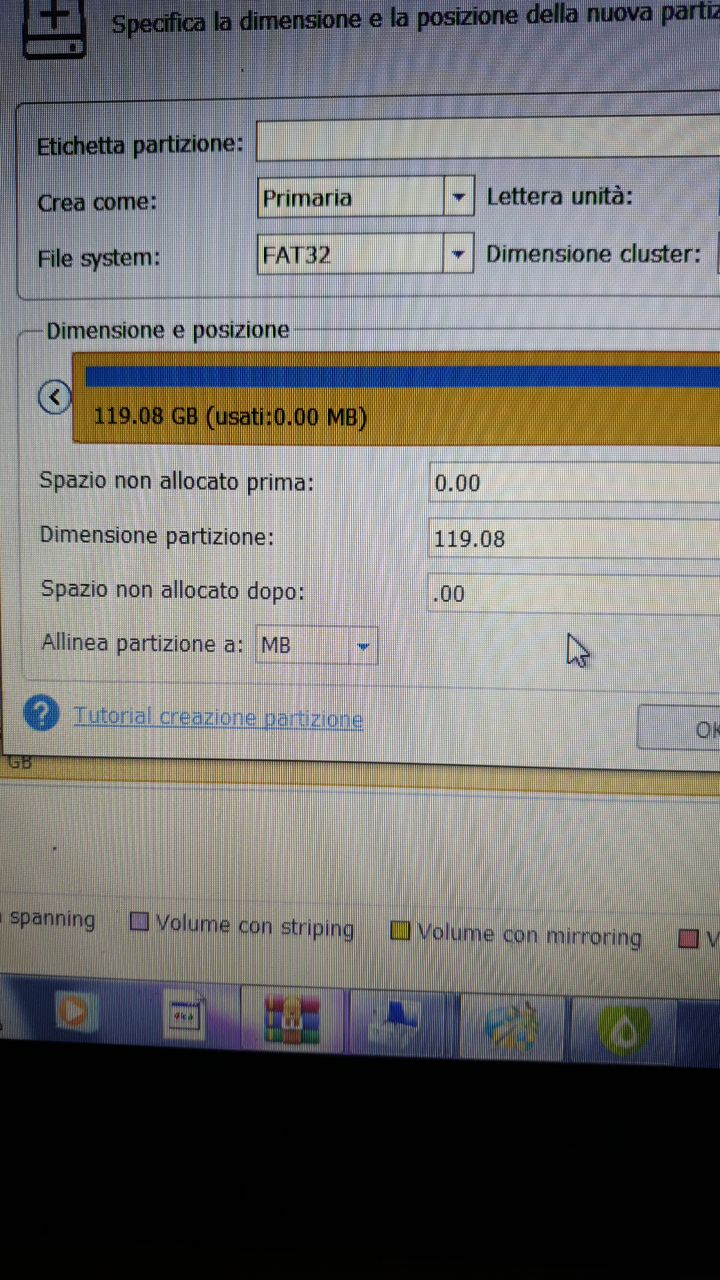 Specifica la dimensione e la posizione della nuova
Etichetta partizione:
Crea come: Primaria Lettera unità:
File system: FAT32 Dimensione cluster:
Dimensione e posizione
119.08 GB (usati:0.00 MB)
Spazio non allocato prima: 0.00
Dimensione partizione: 119.08
Spazio non allocato dopo: .00
Allinea partizione a: MB
? Tutorial creazione partizione OK
GB
spanning Volume con striping Volume con mirroring